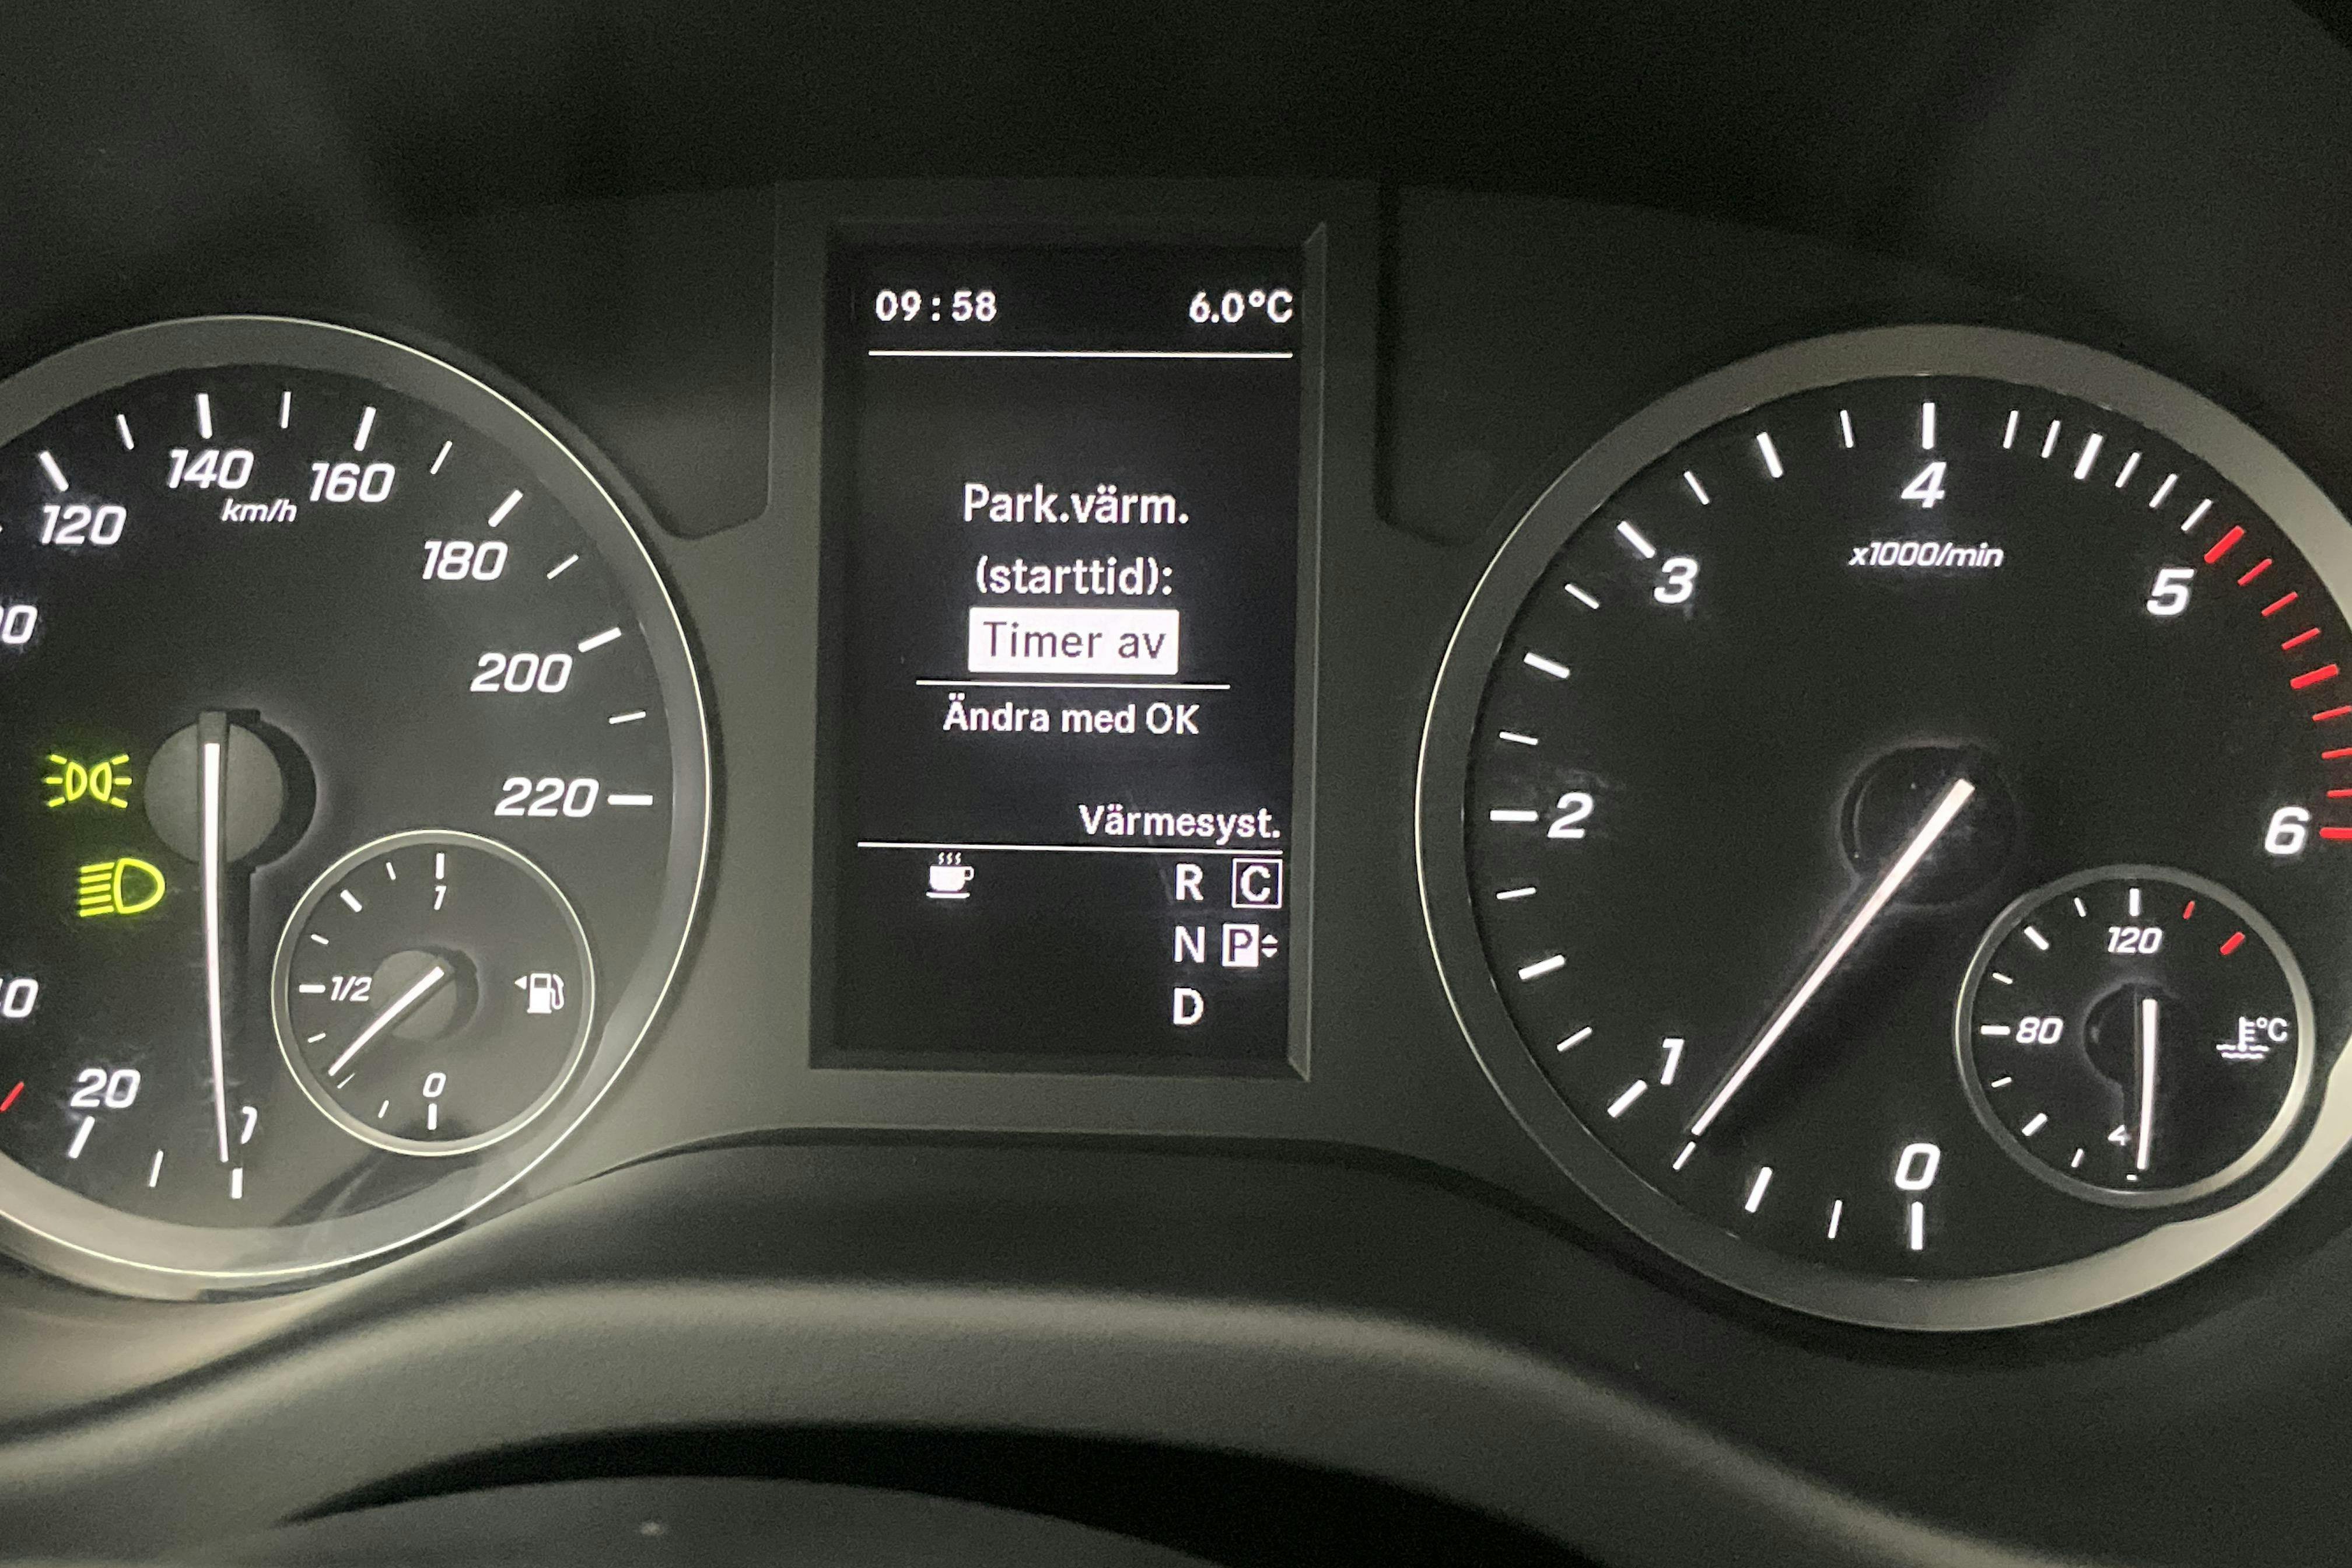 09:58 6.0°C
Park.värm.
(starttid):
Timer av
Ändra med OK
Värmesyst.
R C
N P
D
120
140
160
km/h
180
200
220
20
1
1/2
0
0
1
2
3
4
5
6
x1000/min
120
80
°C